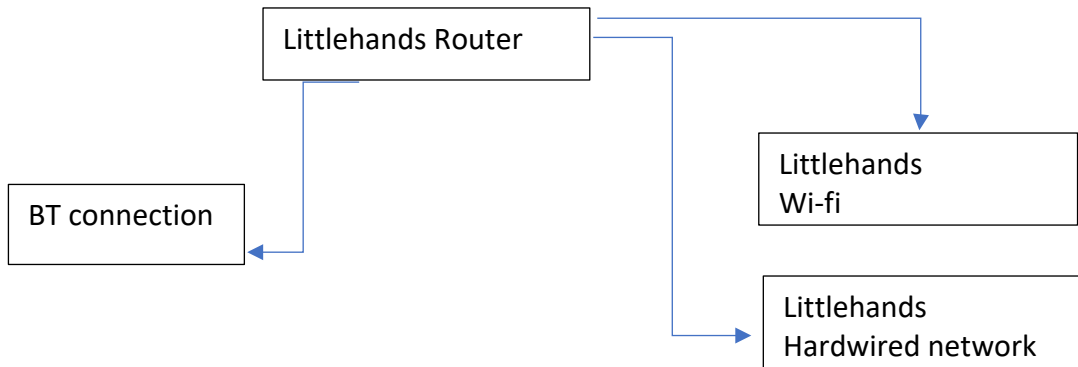 Littlehands Router
BT connection
Littlehands
Wi-fi
Littlehands
Hardwired network